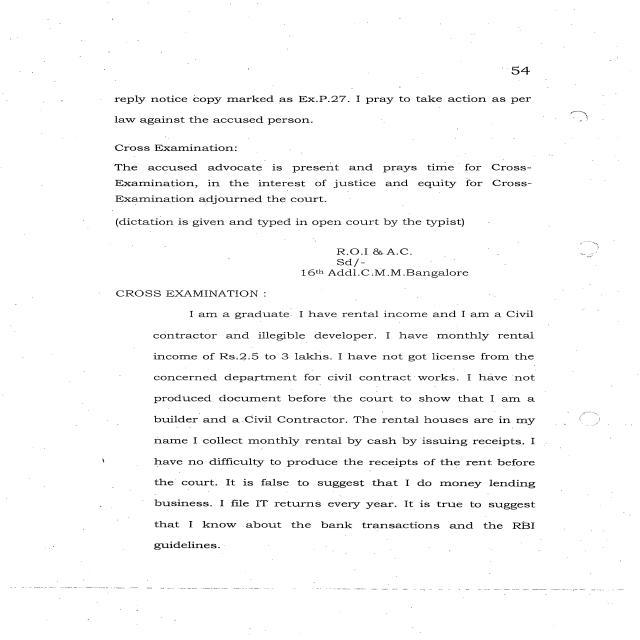 54
reply notice copy marked as Ex.P.27. I pray to take action as per
law against the accused person.
Cross Examination:
The accused advocate is present and prays time for Cross-
Examination, in the interest of justice and equity for Cross-
Examination adjourned the court.
(dictation is given and typed in open court by the typist)
R.O.I & A.C.
Sd/-
16th Addl.C.M.M.Bangalore
CROSS EXAMINATION :
I am a graduate I have rental income and I am a Civil
contractor and illegible developer. I have monthly rental
income of Rs.2.5 to 3 lakhs. I have not got license from the
concerned department for civil contract works. I have not
produced document before the court to show that I am a
builder and a Civil Contractor. The rental houses are in my
name I collect monthly rental by cash by issuing receipts. I
have no difficulty to produce the receipts of the rent before
the court. It is false to suggest that I do money lending
business. I file IT returns every year. It is true to suggest
that I know about the bank transactions and the RBI
guidelines.